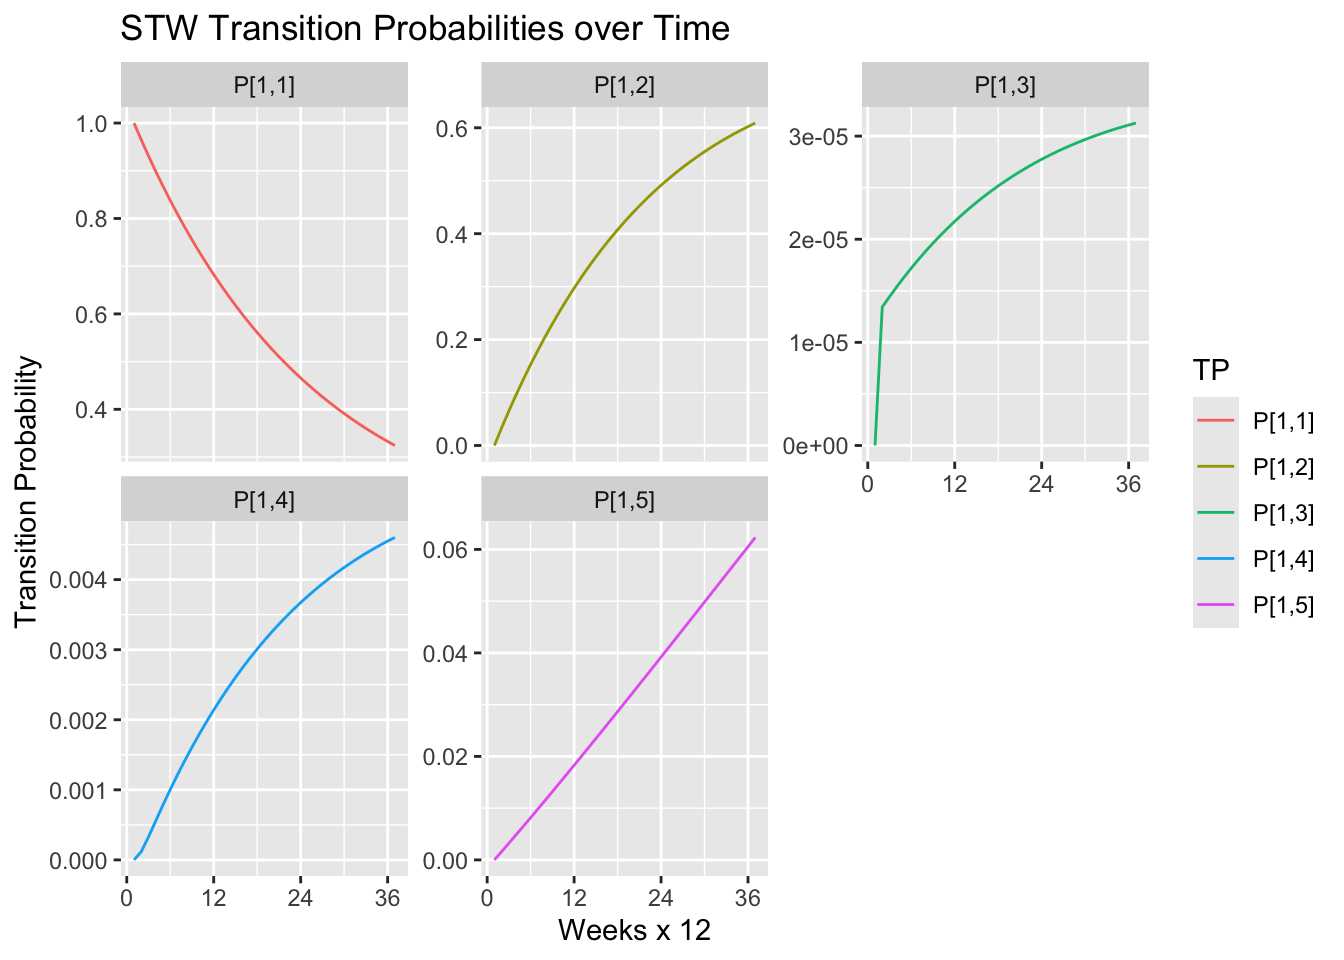 STW Transition Probabilities over Time
P[1,1]
P[1,2]
P[1,3]
1.0
0.8
0.6
0.4
0.6
0.4
0.2
0.0
3e-05
2e-05
1e-05
0e+00
0
12
24
36
P[1,4]
P[1,5]
0.004
0.003
0.002
0.001
0.000
0.06
0.04
0.02
0.00
0
12
24
36
0
12
24
36
Weeks x 12
Transition Probability
TP
P[1,1]
P[1,2]
P[1,3]
P[1,4]
P[1,5]